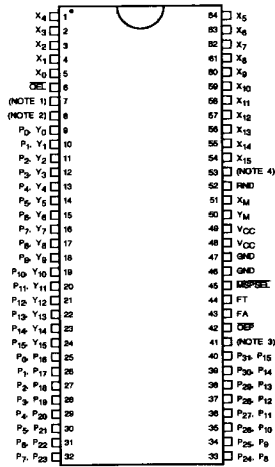 X4 1 64 X5
X3 2 63 X6
X2 3 62 X7
X1 4 61 X8
X0 5 60 X9
OEL 6 59 X10
(NOTE 1) 7 58 X11
(NOTE 2) 8 57 X12
P0, Y0 9 56 X13
P1, Y1 10 55 X14
P2, Y2 11 54 X15
P3, Y3 12 53 (NOTE 4)
P4, Y4 13 52 RND
P5, Y5 14 51 XM
P6, Y6 15 50 YM
P7, Y7 16 49 VCC
P8, Y8 17 48 VCC
P9, Y9 18 47 GND
P10, Y10 19 46 GND
P11, Y11 20 45 MSPSEL
P12, Y12 21 44 FT
P13, Y13 22 43 FA
P14, Y14 23 42 OEP
P15, Y15 24 41 (NOTE 3)
P0, P16 25 40 P31, P15
P1, P17 26 39 P30, P14
P2, P18 27 38 P29, P13
P3, P19 28 37 P28, P12
P4, P20 29 36 P27, P11
P5, P21 30 35 P26, P10
P6, P22 31 34 P25, P9
P7, P23 32 33 P24, P8